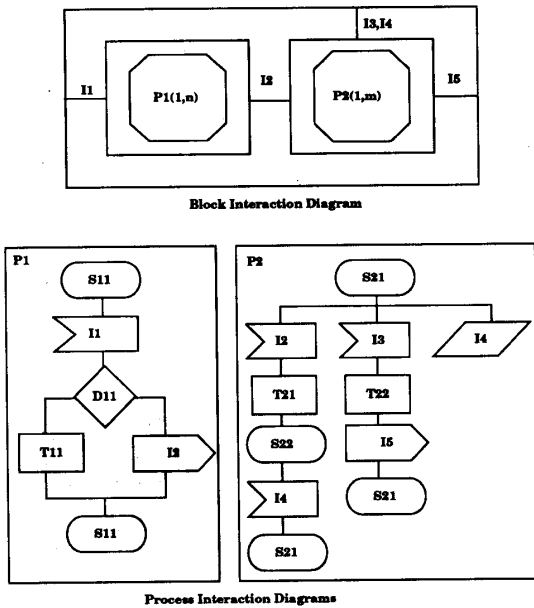 I3,I4
I1
P1(1,n)
I2
P2(1,m)
I5
Block Interaction Diagram
P1
S11
I1
D11
T11
I2
S11
P2
S21
I2
I3
I4
T21
T22
S22
I5
I4
S21
S21
Process Interaction Diagrams